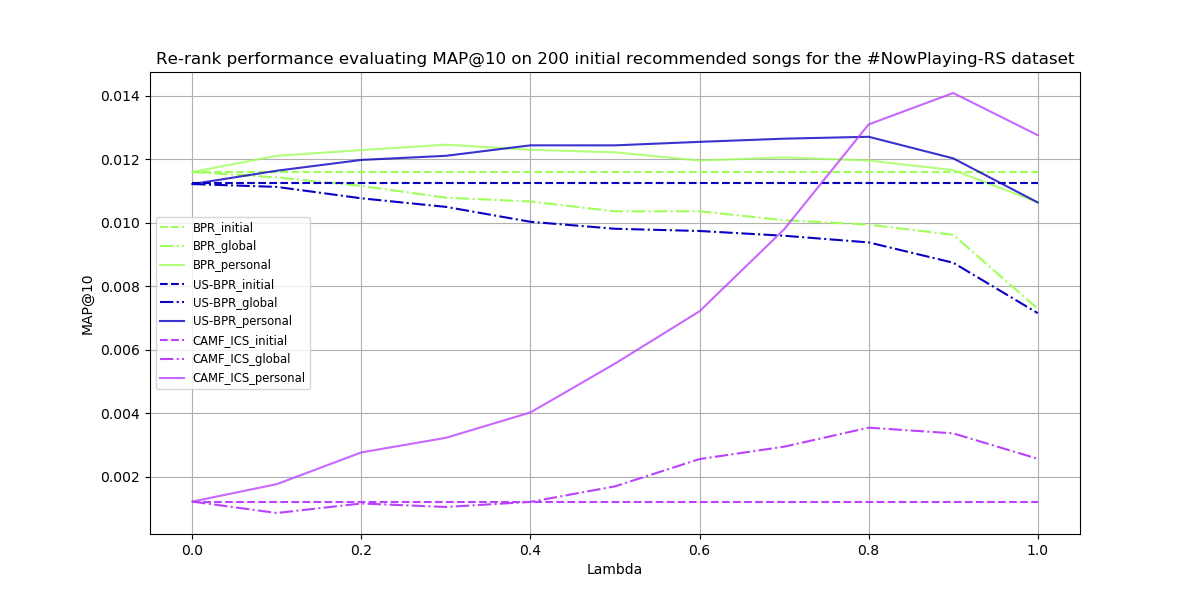 Re-rank performance evaluating MAP@10 on 200 initial recommended songs for the #NowPlaying-RS dataset
0.014
0.012
0.010
0.008
0.006
0.004
0.002
MAP@10
BPR_initial
BPR_global
BPR_personal
US-BPR_initial
US-BPR_global
US-BPR_personal
CAMF_ICS_initial
CAMF_ICS_global
CAMF_ICS_personal
0.0 0.2 0.4 0.6 0.8 1.0
Lambda